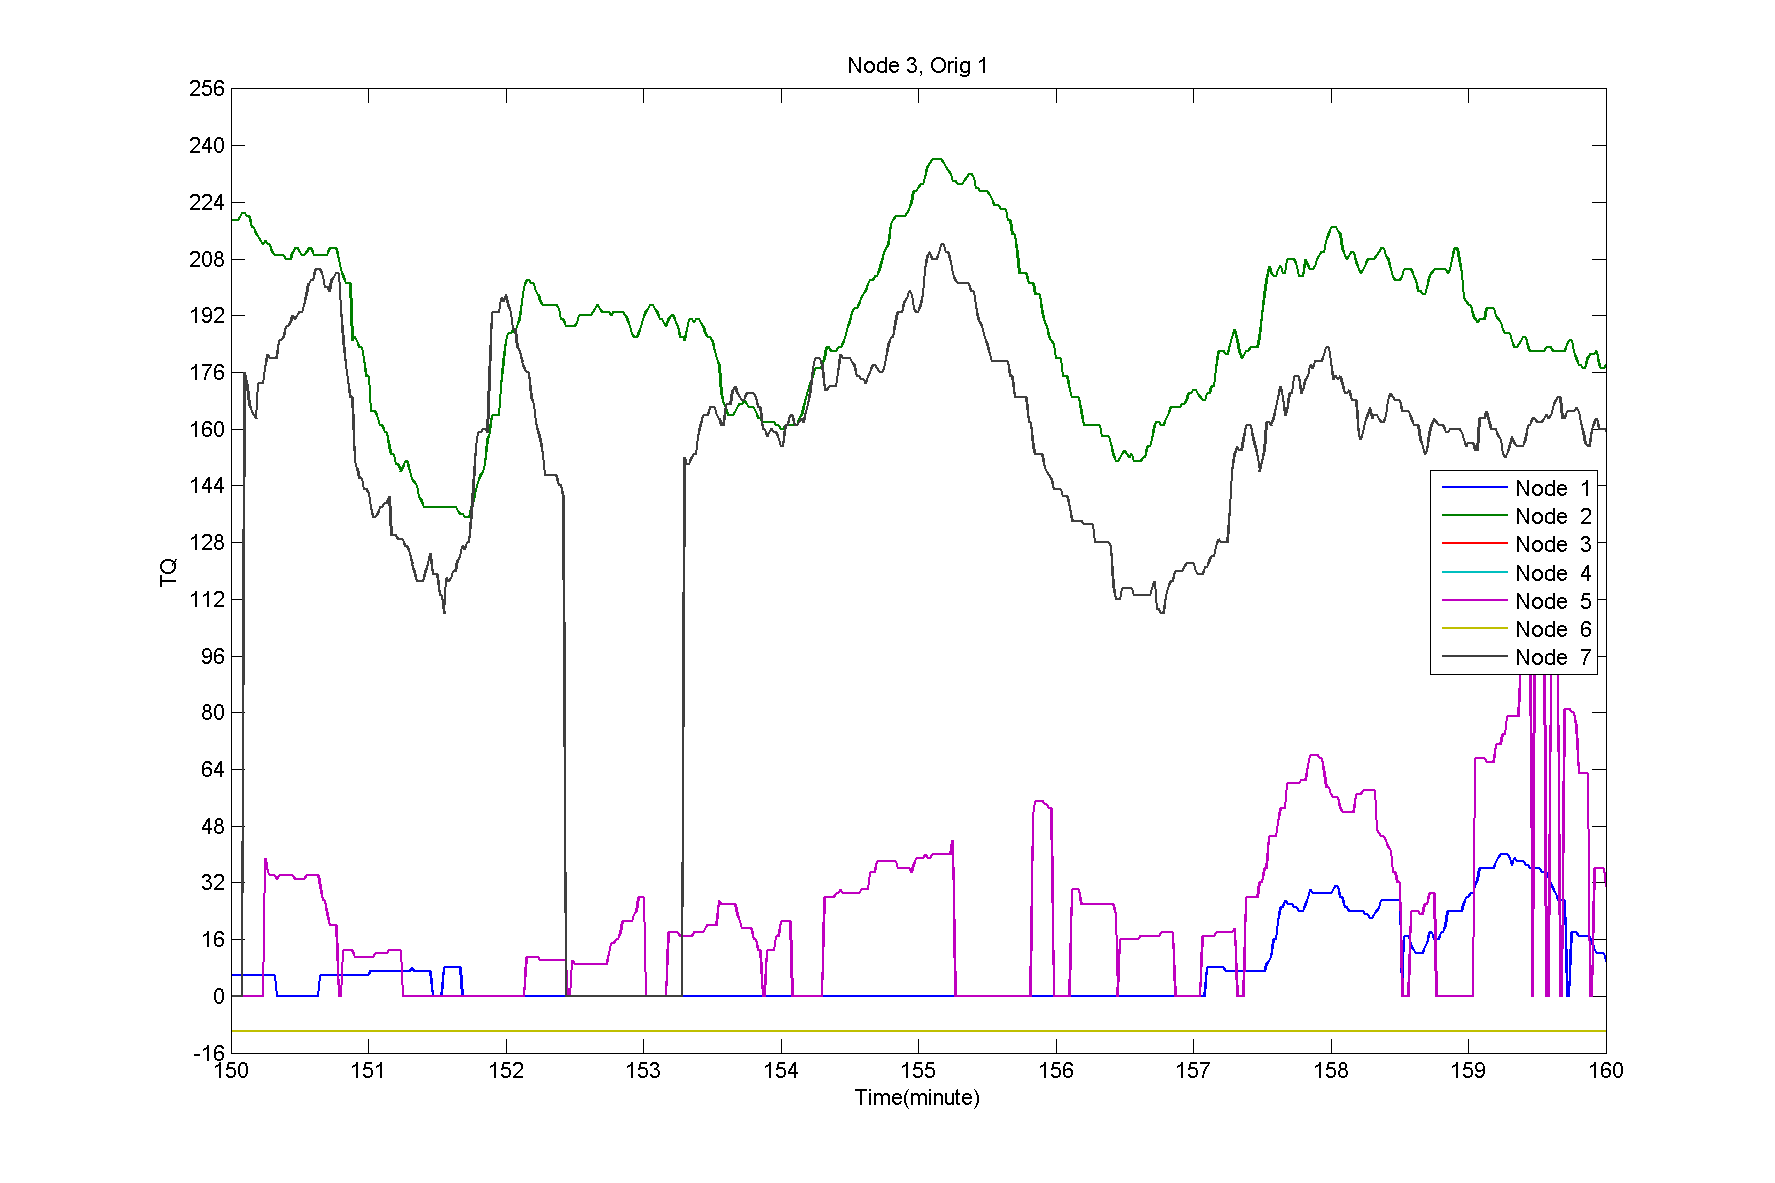 Node 3, Orig 1
256
240
224
208
192
176
160
144
128
112
96
80
64
48
32
16
0
-16
TQ
Node 1
Node 2
Node 3
Node 4
Node 5
Node 6
Node 7
150 151 152 153 154 155 156 157 158 159 160
Time(minute)